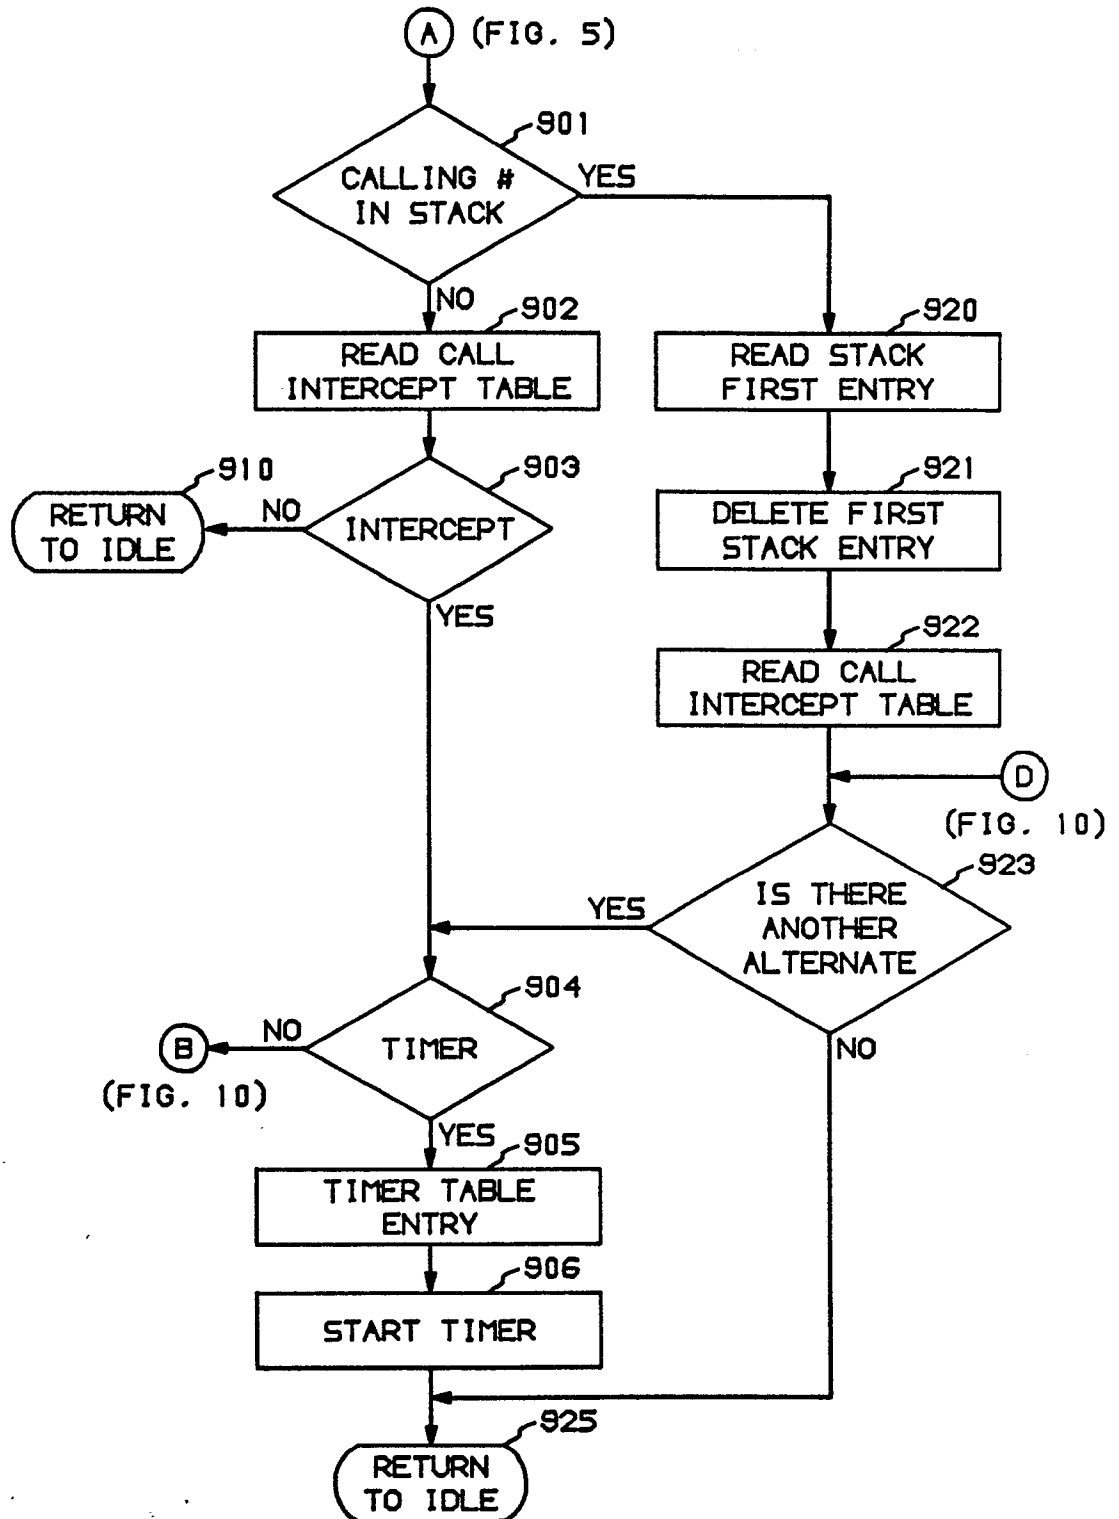 A (FIG. 5)
901
CALLING #
IN STACK
YES
NO
902
READ CALL
INTERCEPT TABLE
920
READ STACK
FIRST ENTRY
903
INTERCEPT
NO
910
RETURN
TO IDLE
YES
921
DELETE FIRST
STACK ENTRY
922
READ CALL
INTERCEPT TABLE
D
(FIG. 10)
923
IS THERE
ANOTHER
ALTERNATE
YES
NO
904
TIMER
NO
B
(FIG. 10)
YES
905
TIMER TABLE
ENTRY
906
START TIMER
925
RETURN
TO IDLE